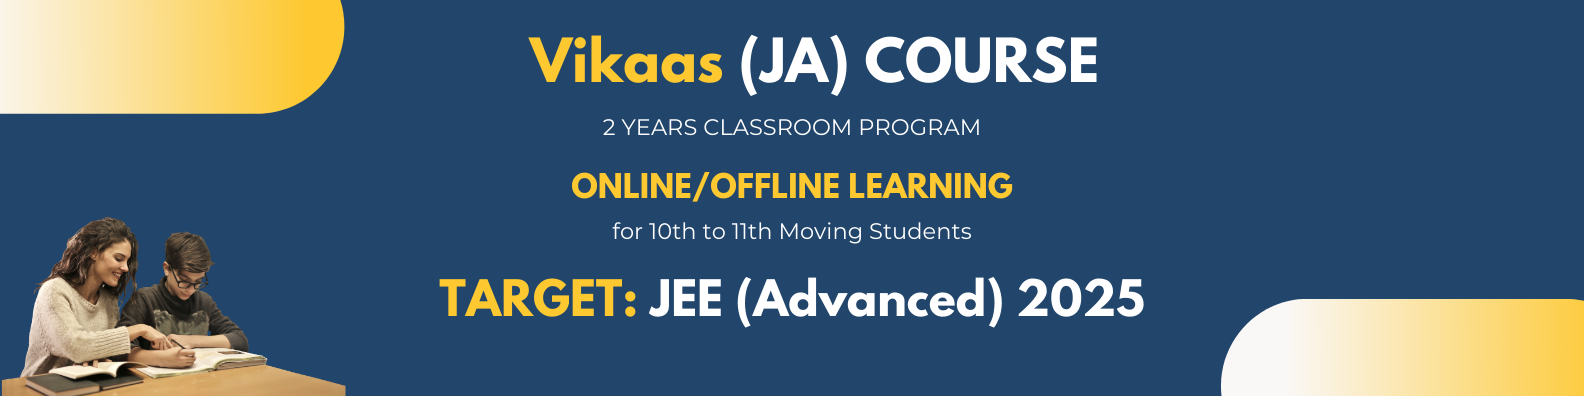 Vikaas (JA) COURSE
2 YEARS CLASSROOM PROGRAM
ONLINE/OFFLINE LEARNING
for 10th to 11th Moving Students
TARGET: JEE (Advanced) 2025